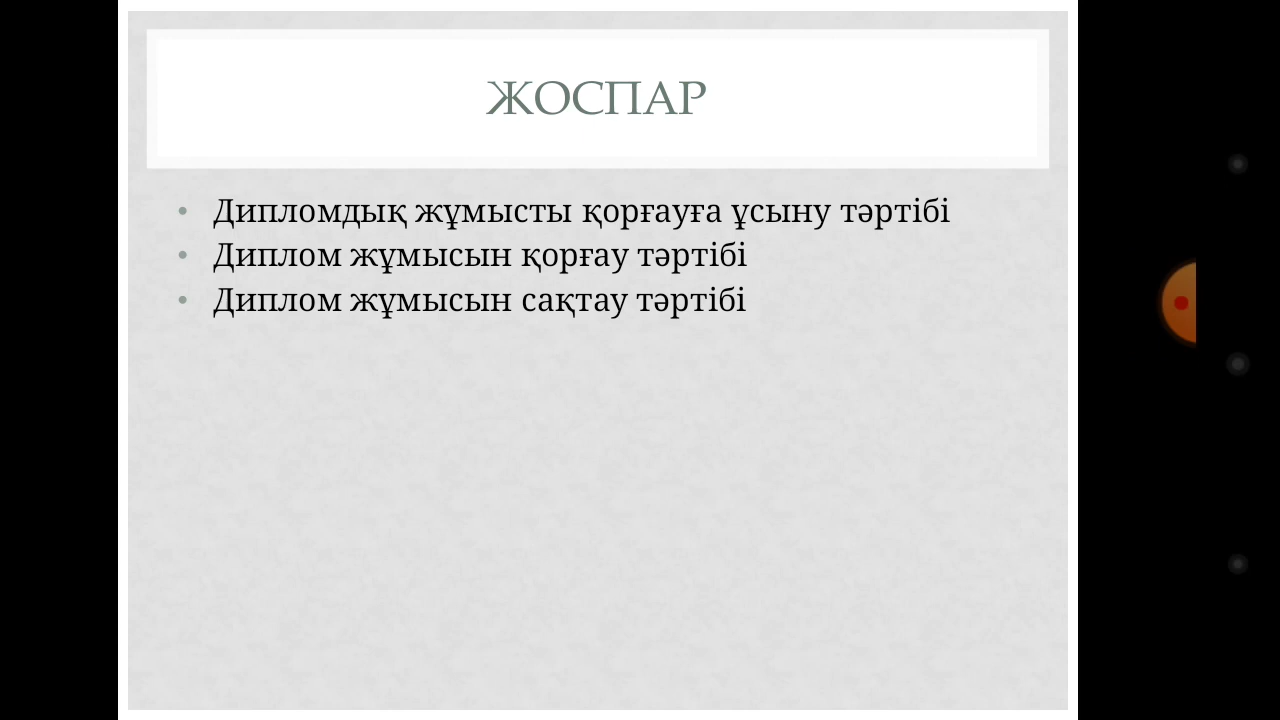 ЖОСПАР
• Дипломдық жұмысты қорғауға ұсыну тәртібі
• Диплом жұмысын қорғау тәртібі
• Диплом жұмысын сақтау тәртібі